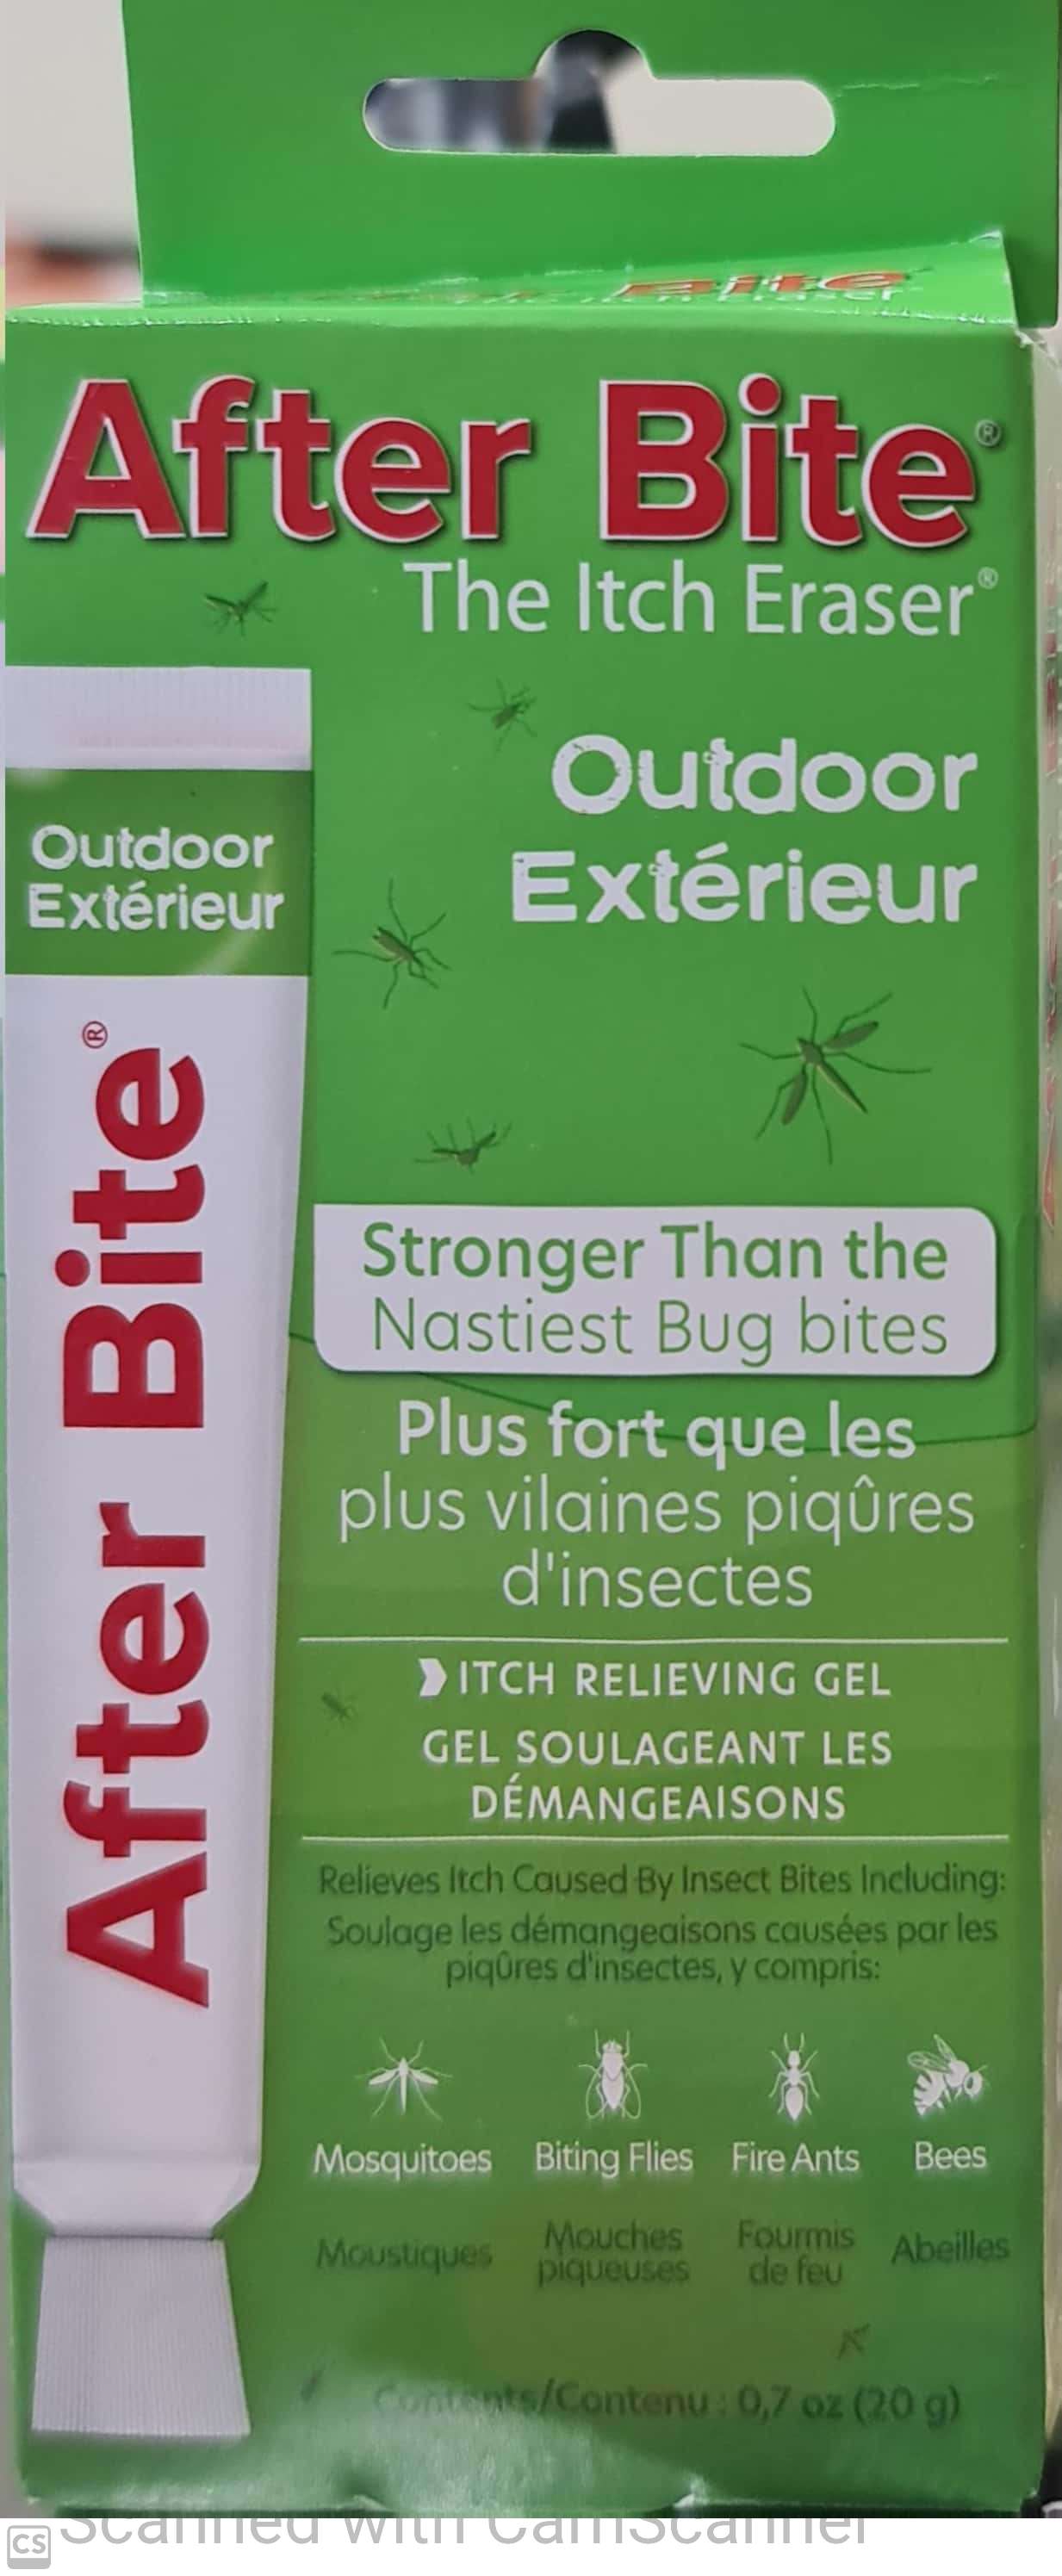 After Bite®
The Itch Eraser®
Outdoor
Extérieur
Outdoor
Extérieur
After Bite®
Stronger Than the
Nastiest Bug bites
Plus fort que les
plus vilaines piqûres
d'insectes
ITCH RELIEVING GEL
GEL SOULAGEANT LES
DÉMANGEAISONS
Relieves Itch Caused By Insect Bites Including:
Soulage les démangeaisons causées par les
piqûres d'insectes, y compris:
Mosquitoes Biting Flies Fire Ants Bees
Moustiques Mouches piqueuses Fourmis de feu Abeilles
Contents/Contenu : 0,7 oz (20 g)
CS Scanned with CamScanner